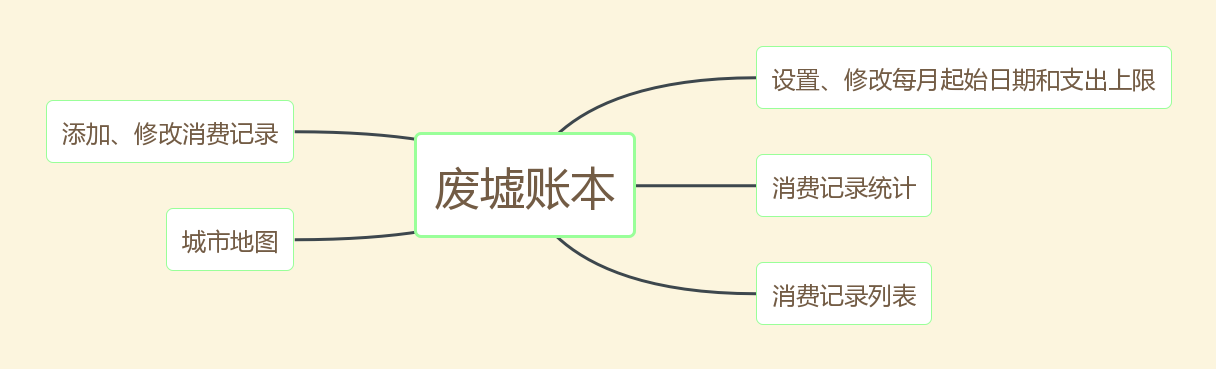 设置、修改每月起始日期和支出上限
添加、修改消费记录
废墟账本
消费记录统计
城市地图
消费记录列表